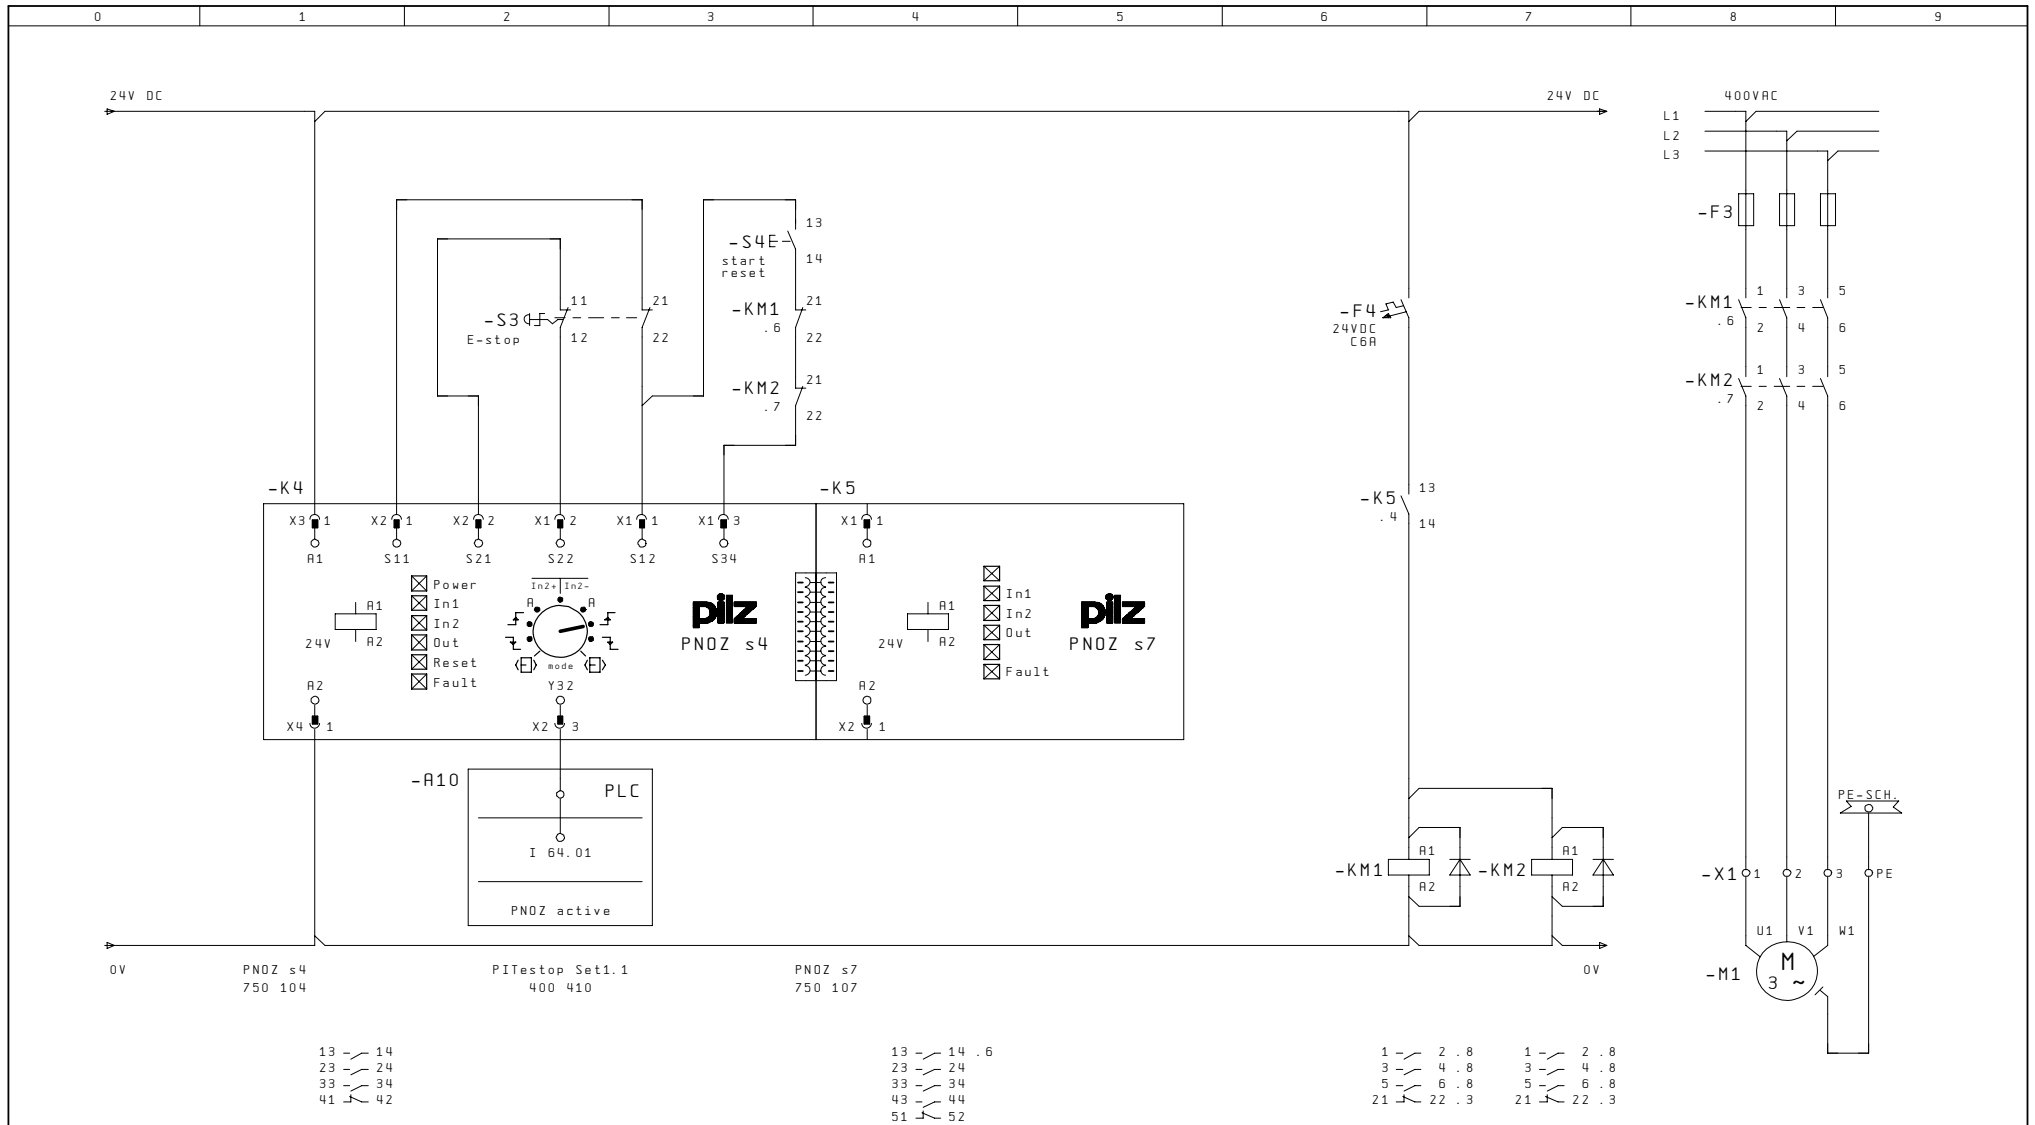 0 1 2 3 4 5 6 7 8 9
24V DC
24V DC
400VAC
L1
L2
L3
-F3
13
-S4E-
14
start
reset
11
21
-S3
12
22
E-stop
-KM1
21
.6
22
-KM2
21
.7
22
-F4
24VDC
C6A
-KM1
1 3 5
.6
2 4 6
-KM2
1 3 5
.7
2 4 6
-K4
-K5
-K5
13
.4
14
X3 1
X2 1
X2 2
X1 2
X1 1
X1 3
X1 1
A1
S11
S21
S22
S12
S34
A1
Power
In1
In2
Out
Reset
Fault
In2+ In2-
A A
mode
A1
24V
A2
pilz
PNOZ s4
A1
24V
A2
In1
In2
Out
Fault
pilz
PNOZ s7
A2
Y32
A2
X4 1
X2 3
X2 1
-A10
PLC
I 64.01
PNOZ active
PE-SCH.
-KM1
A1
A2
-KM2
A1
A2
-X1
1
2
3
PE
U1
V1
W1
-M1
M
3 ~
0V
0V
PNOZ s4
750 104
PITestop Set1.1
400 410
PNOZ s7
750 107
13 14
23 24
33 34
41 42
13 14 .6
23 24
33 34
43 44
51 52
1 2 .8
3 4 .8
5 6 .8
21 22 .3
1 2 .8
3 4 .8
5 6 .8
21 22 .3